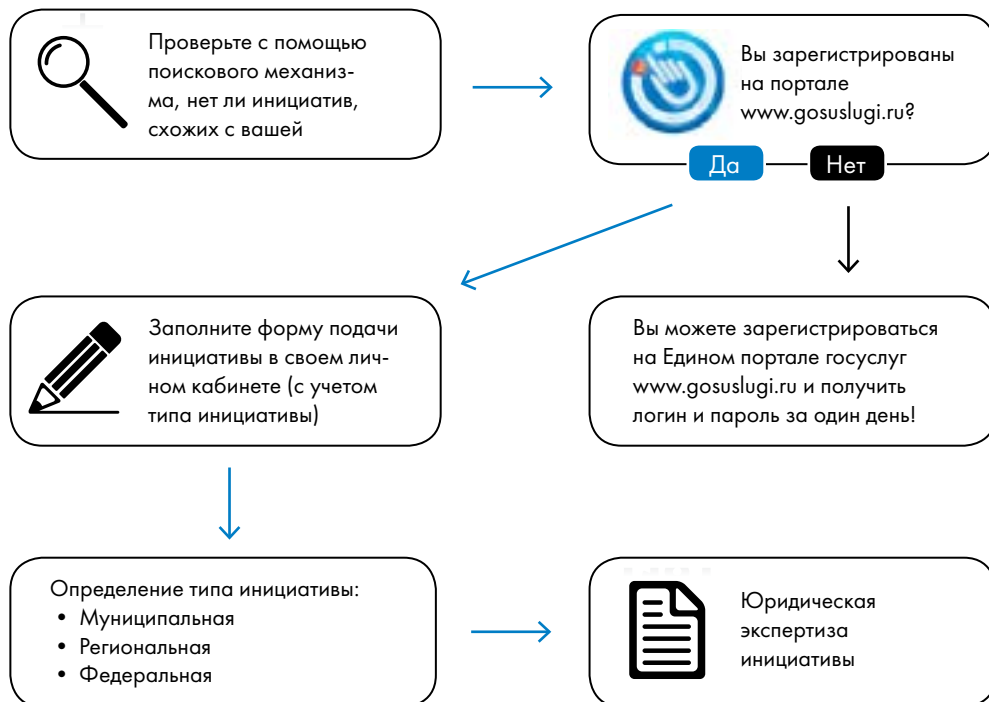 Проверьте с помощью
поискового механиз-
ма, нет ли инициатив,
схожих с вашей
Вы зарегистрированы
на портале
www.gosuslugi.ru?
Да
Нет
Заполните форму подачи
инициативы в своем лич-
ном кабинете (с учетом
типа инициативы)
Вы можете зарегистрироваться
на Едином портале госуслуг
www.gosuslugi.ru и получить
логин и пароль за один день!
Определение типа инициативы:
• Муниципальная
• Региональная
• Федеральная
Юридическая
экспертиза
инициативы